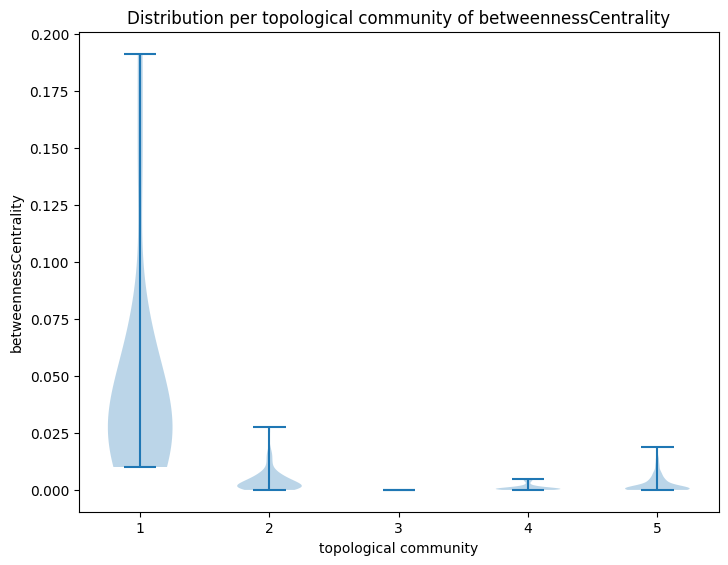 Distribution per topological community of betweennessCentrality
0.200
0.175
0.150
0.125
0.100
0.075
0.050
0.025
0.000
betweennessCentrality
1 2 3 4 5
topological community